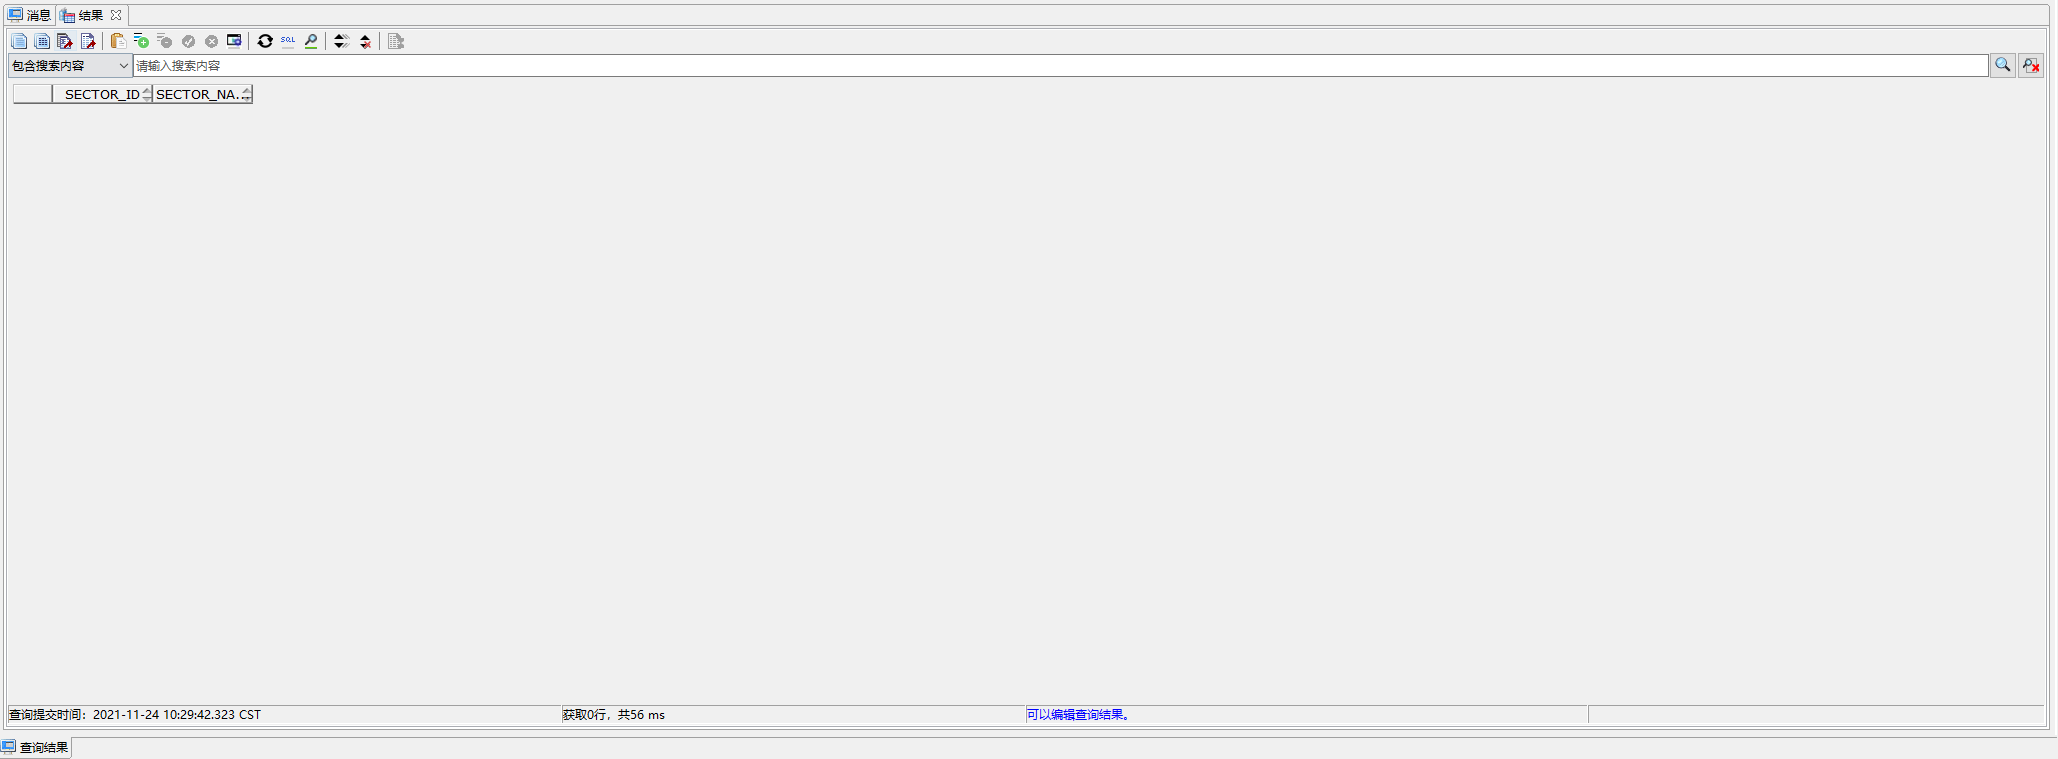 消息 结果
SQL
包含搜索内容 请输入搜索内容
SECTOR_ID SECTOR_NA...
查询提交时间：2021-11-24 10:29:42.323 CST 获取0行，共56 ms 可以编辑查询结果。
查询结果